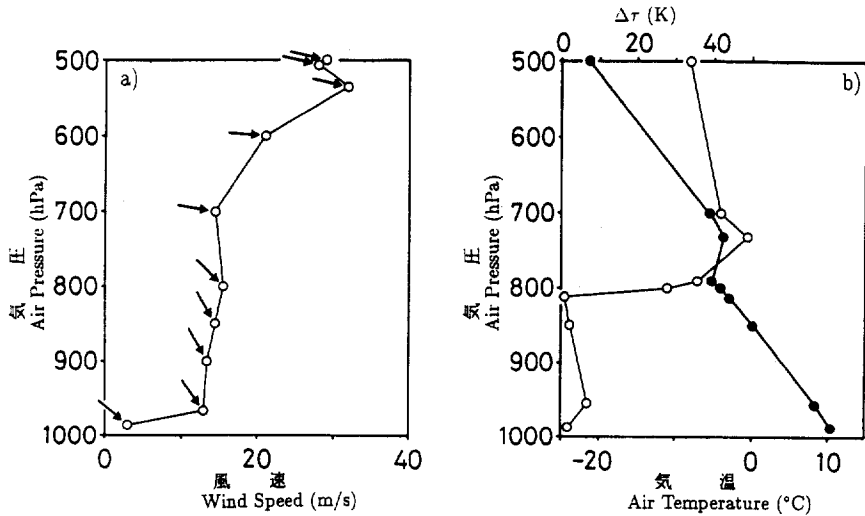 a)
500
600
700
800
900
1000
気圧
Air Pressure (hPa)
0
20
40
風速
Wind Speed (m/s)
Δτ (K)
0
20
40
b)
500
600
700
800
900
1000
気圧
Air Pressure (hPa)
-20
0
10
気温
Air Temperature (°C)